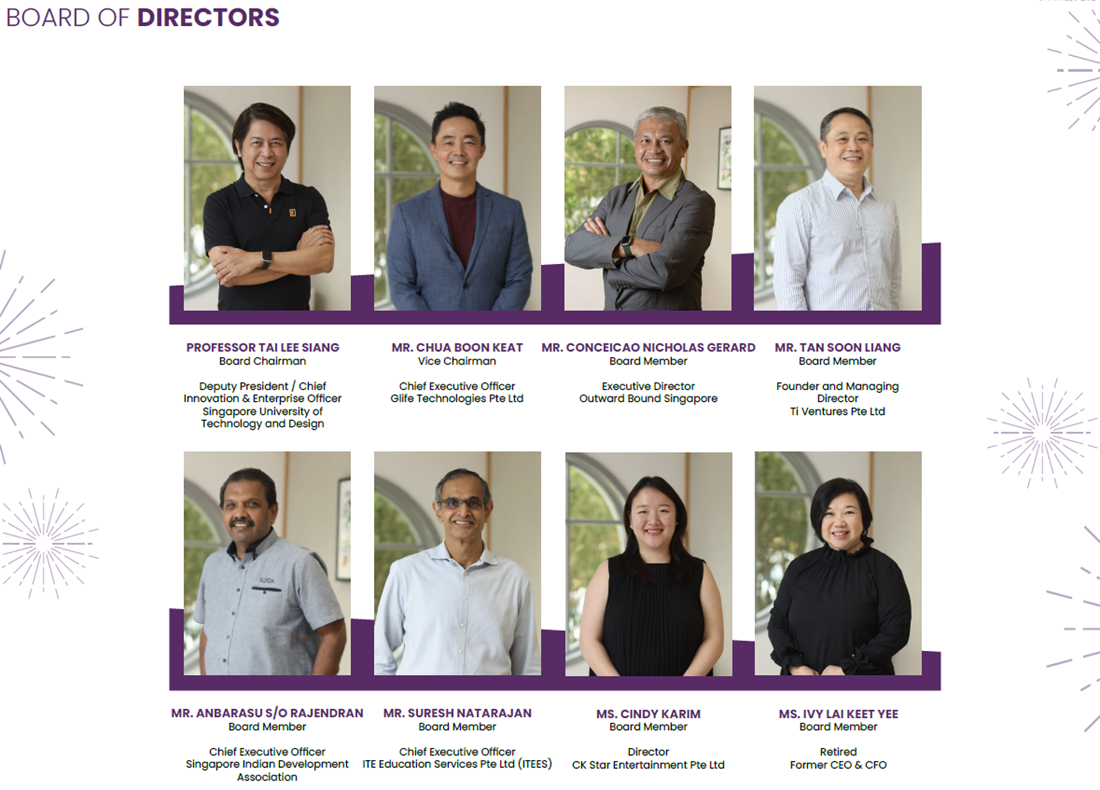 BOARD OF DIRECTORS
PROFESSOR TAI LEE SIANG
Board Chairman
Deputy President / Chief
Innovation & Enterprise Officer
Singapore University of
Technology and Design
MR. CHUA BOON KEAT
Vice Chairman
Chief Executive Officer
Glife Technologies Pte Ltd
MR. CONCEICAO NICHOLAS GERARD
Board Member
Executive Director
Outward Bound Singapore
MR. TAN SOON LIANG
Board Member
Founder and Managing
Director
Ti Ventures Pte Ltd
MR. ANBARASU S/O RAJENDRAN
Board Member
Chief Executive Officer
Singapore Indian Development
Association
MR. SURESH NATARAJAN
Board Member
Chief Executive Officer
ITE Education Services Pte Ltd (ITEES)
MS. CINDY KARIM
Board Member
Director
CK Star Entertainment Pte Ltd
MS. IVY LAI KEET YEE
Board Member
Retired
Former CEO & CFO